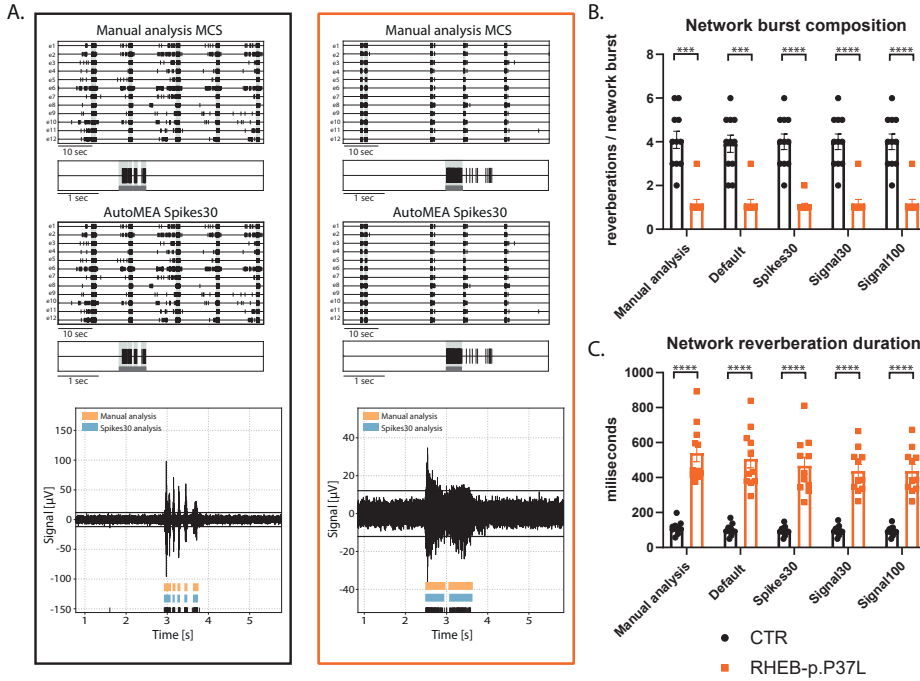 A.
Manual analysis MCS
e1
e2
e3
e4
e5
e6
e7
e8
e9
e10
e11
e12
10 sec
1 sec
AutoMEA Spikes30
e1
e2
e3
e4
e5
e6
e7
e8
e9
e10
e11
e12
10 sec
1 sec
Manual analysis
Spikes30 analysis
150
100
50
0
-50
-100
-150
Signal [µV]
1 2 3 4 5
Time [s]
Manual analysis MCS
e1
e2
e3
e4
e5
e6
e7
e8
e9
e10
e11
e12
10 sec
1 sec
AutoMEA Spikes30
e1
e2
e3
e4
e5
e6
e7
e8
e9
e10
e11
e12
10 sec
1 sec
Manual analysis
Spikes30 analysis
40
20
0
-20
-40
Signal [µV]
1 2 3 4 5
Time [s]
B.
Network burst composition
*** *** **** **** ****
8
6
4
2
0
reverberations / network burst
Manual analysis
Default
Spikes30
Signal30
Signal100
C.
Network reverberation duration
**** **** **** **** ****
1000
800
600
400
200
0
miliseconds
Manual analysis
Default
Spikes30
Signal30
Signal100
CTR
RHEB-p.P37L